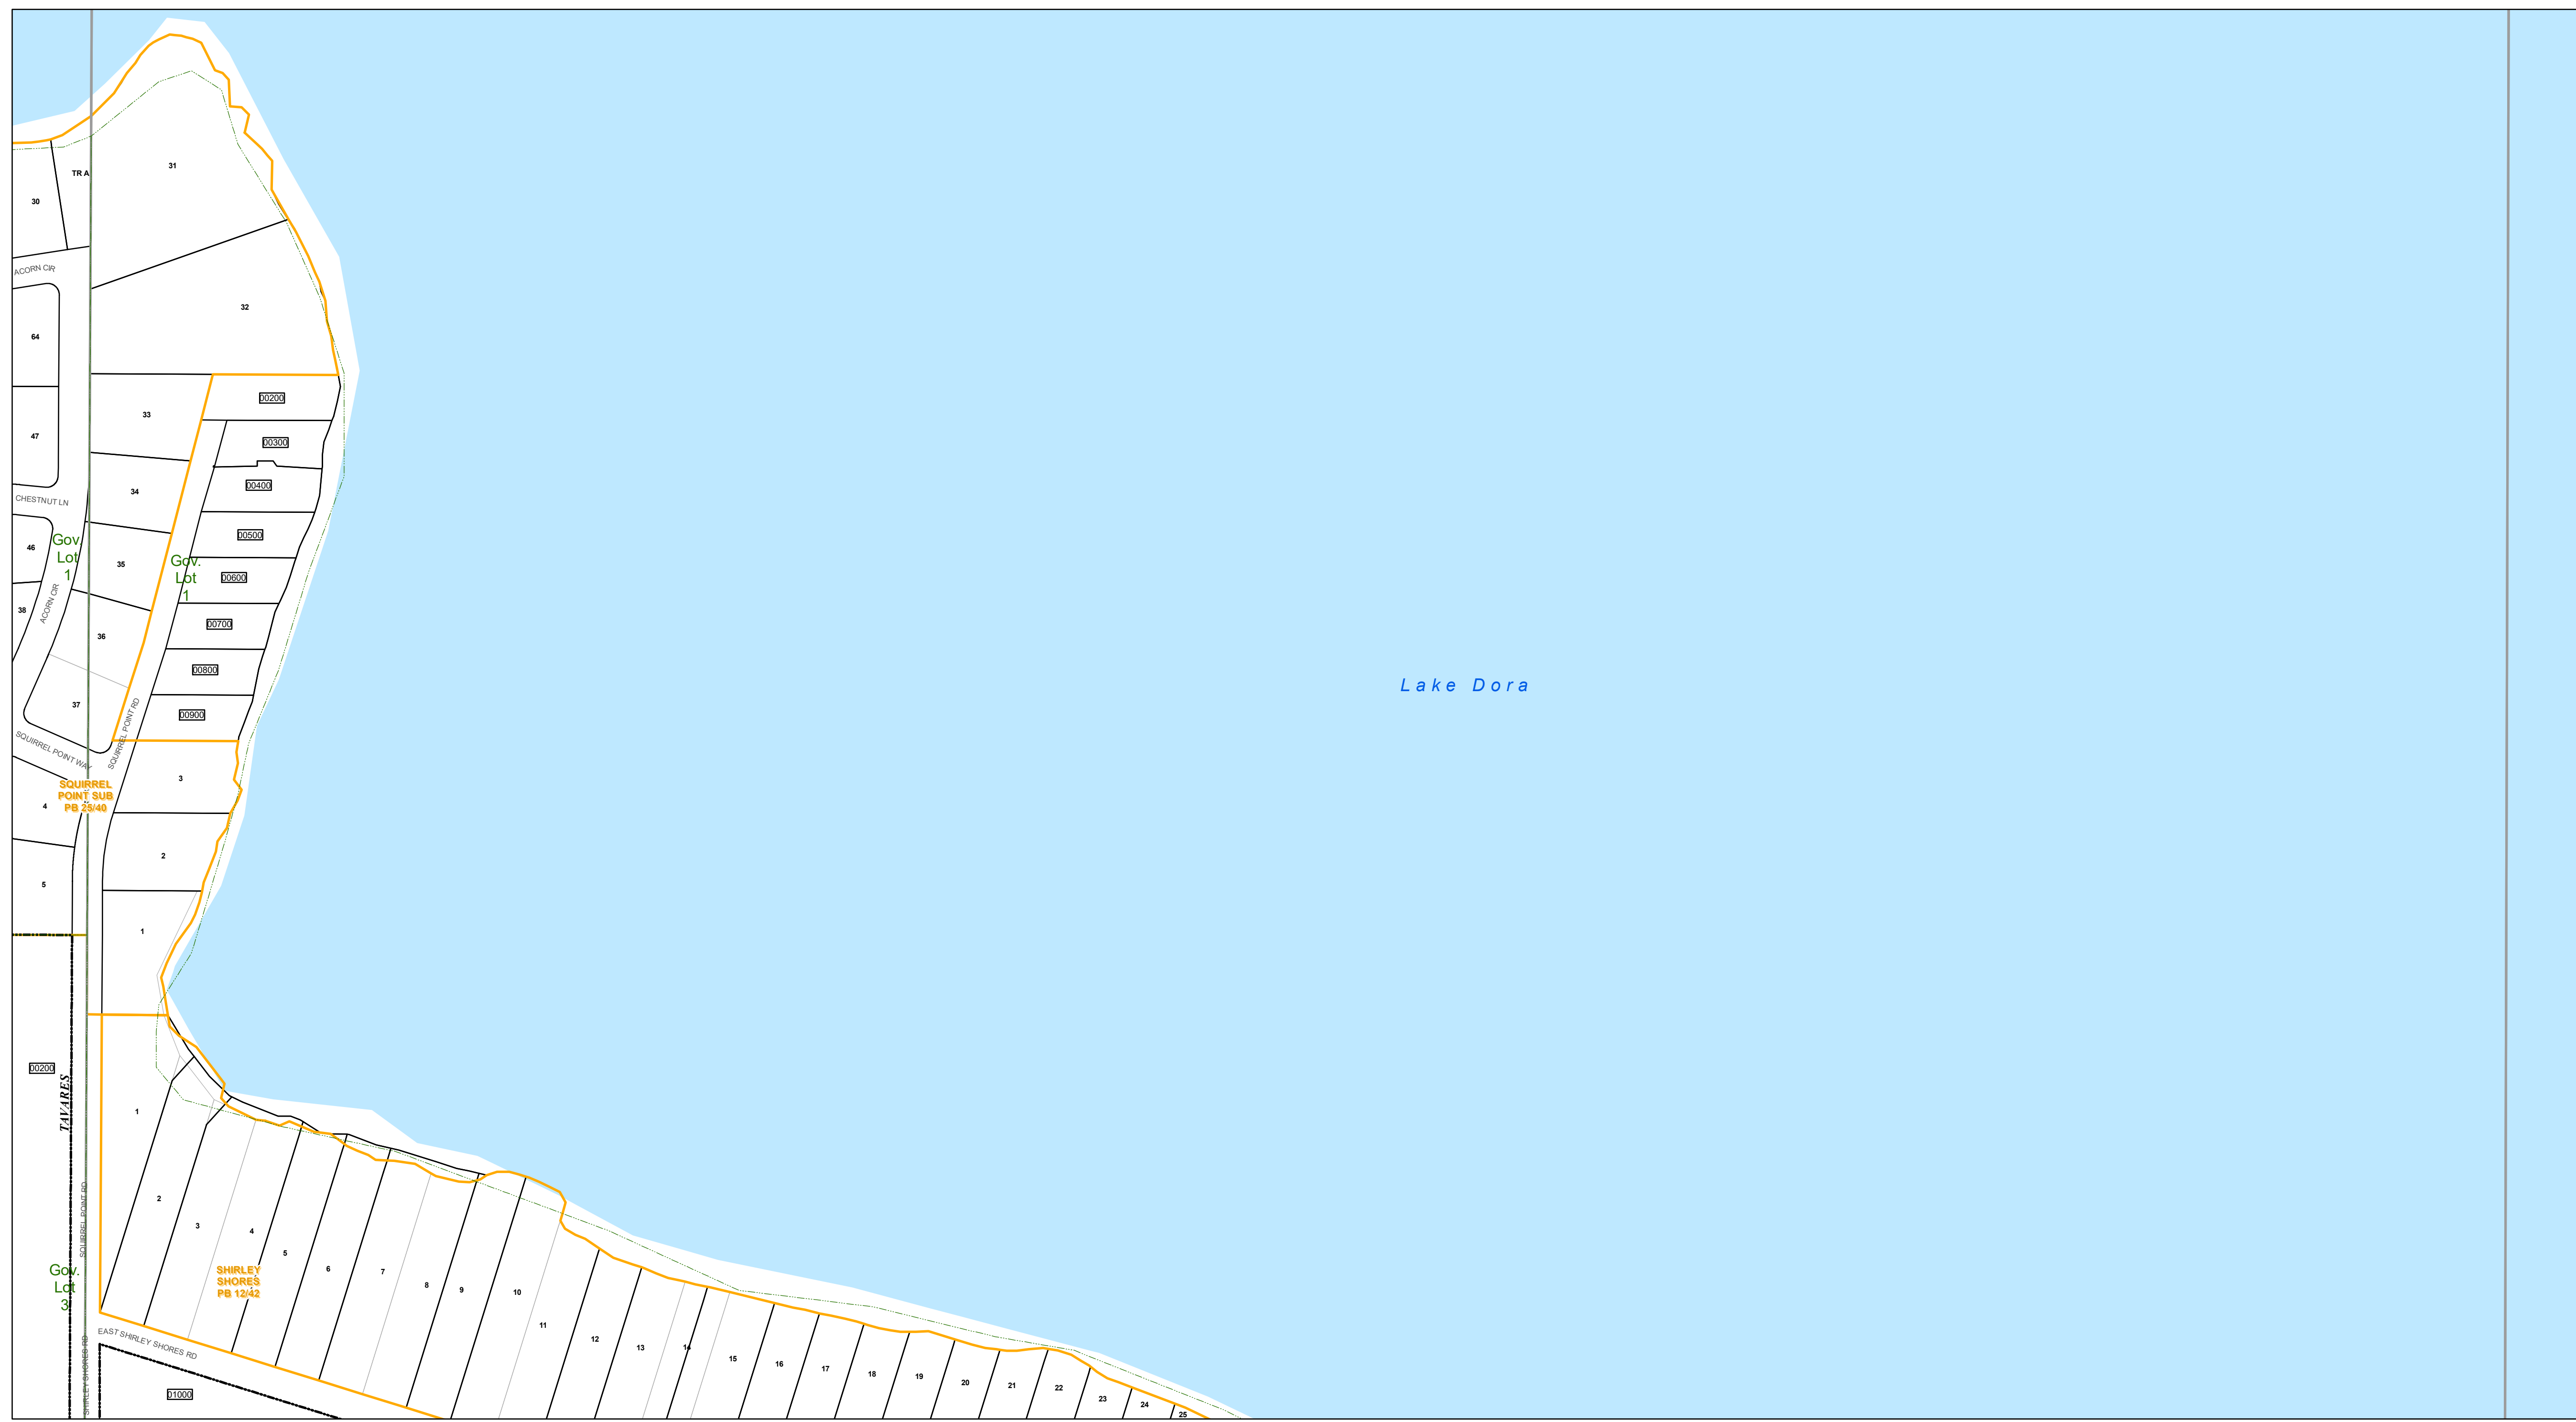 31
TR A
30
ACORN CIR
32
64
00200
33
47
00300
34
00400
CHESTNUT LN
00500
Gov.
Lot
1
46
35
Gov.
Lot
1
00600
ACORN CIR
38
00700
36
00800
37
00900
SQUIRREL POINT RD
SQUIRREL POINT WAY
Lake Dora
3
SQUIRREL
POINT SUB
PB 25/40
4
2
5
1
00200
TAVARES
1
2
SQUIRREL POINT RD
3
4
5
6
7
8
9
10
Gov.
Lot
3
SHIRLEY
SHORES
PB 12/42
11
12
13
14
15
16
17
18
19
20
21
22
23
24
25
EAST SHIRLEY SHORES RD
SHIRLEY SHORES RD
01000